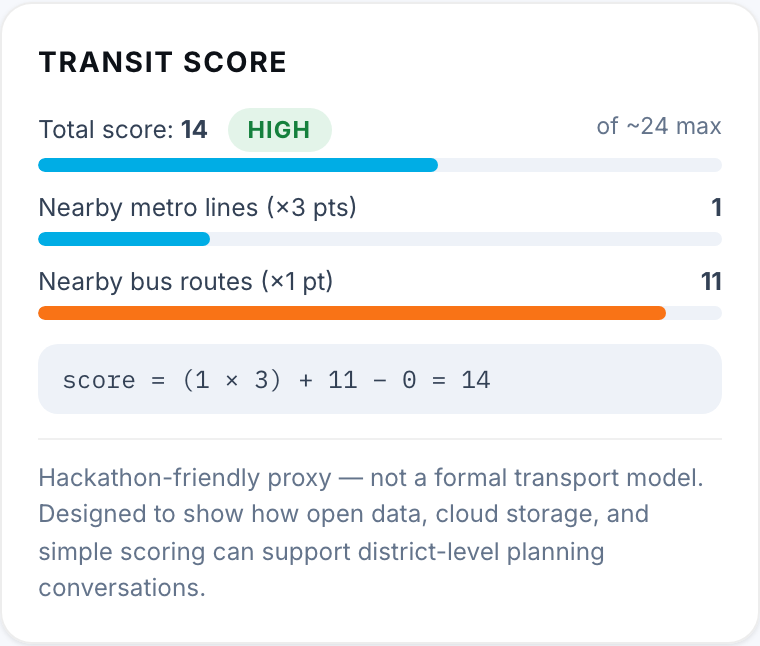 TRANSIT SCORE
Total score: 14 HIGH of ~24 max
Nearby metro lines (×3 pts) 1
Nearby bus routes (×1 pt) 11
score = (1 × 3) + 11 − 0 = 14
Hackathon-friendly proxy — not a formal transport model.
Designed to show how open data, cloud storage, and
simple scoring can support district-level planning
conversations.